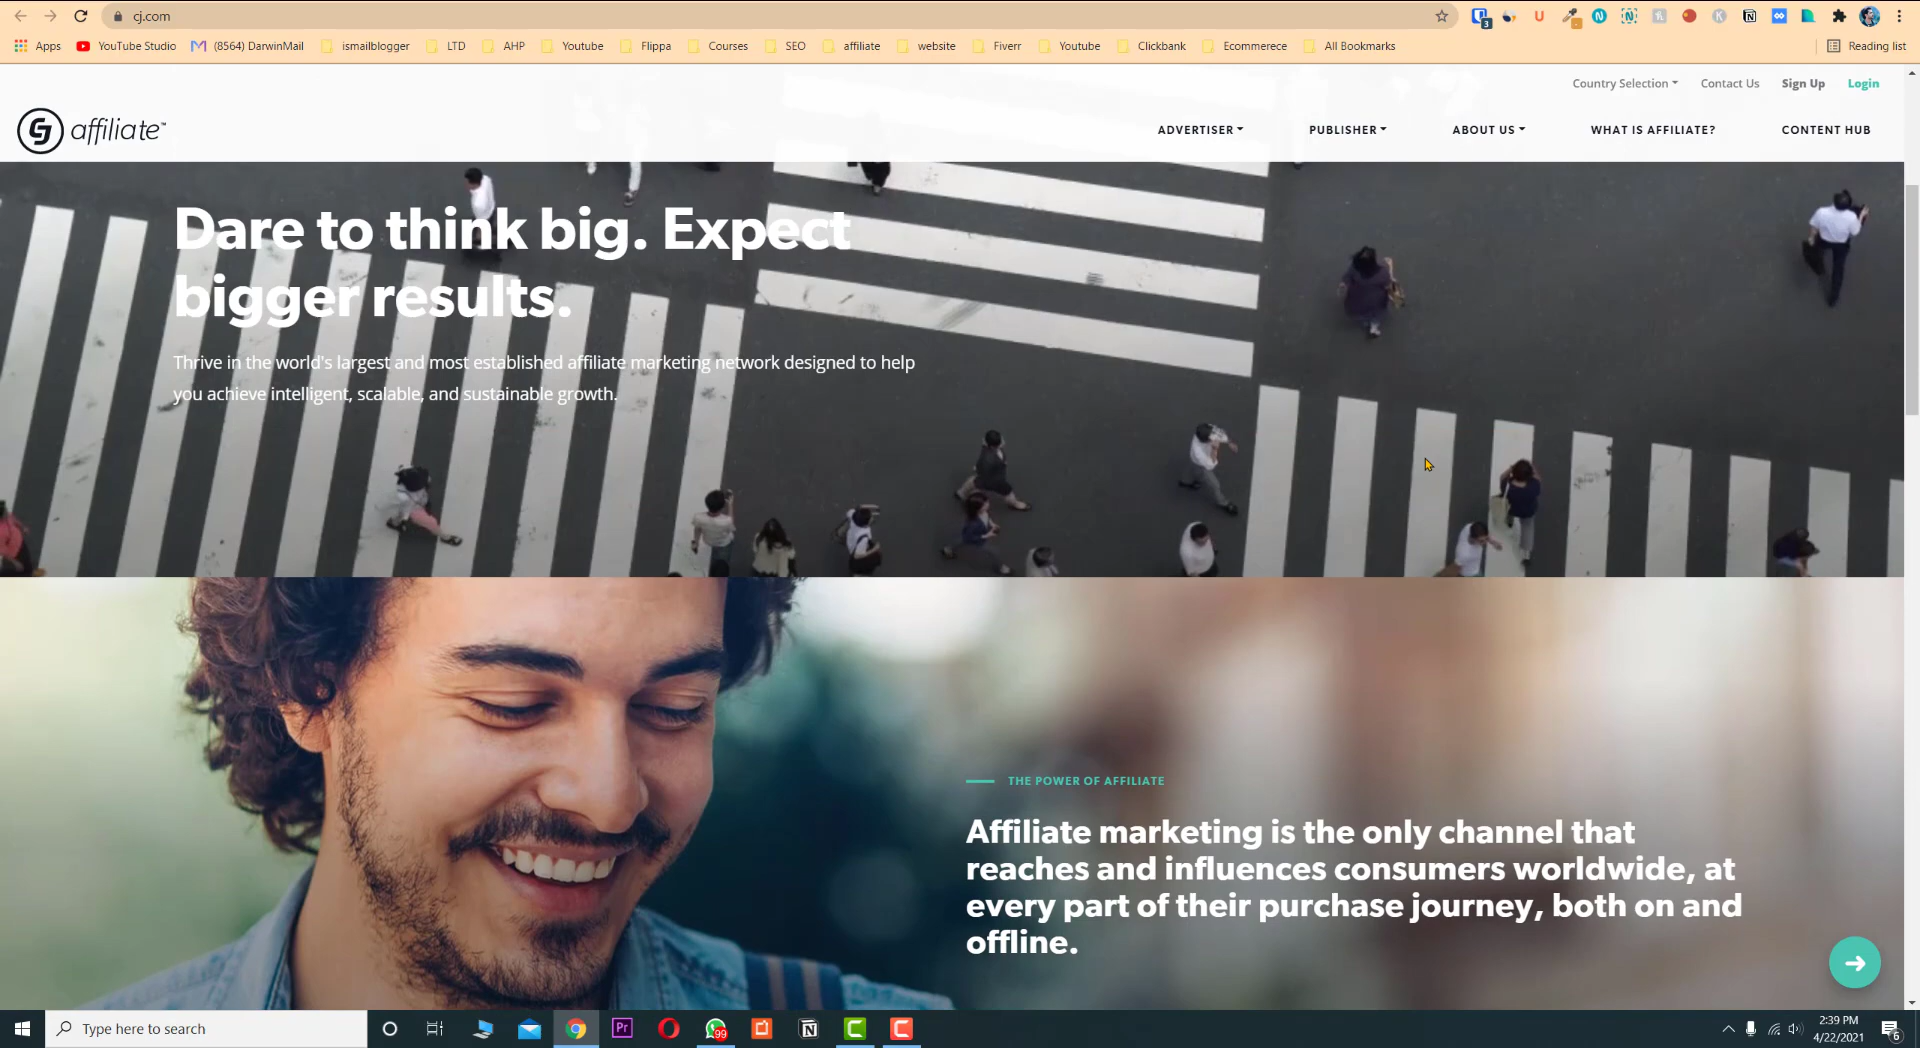 cj.com
3
Apps
YouTube Studio
(8564) DarwinMail
ismailblogger
LTD
AHP
Youtube
Flippa
Courses
SEO
affiliate
website
Fiverr
Youtube
Clickbank
Ecommerece
All Bookmarks
Reading list
Country Selection
Contact Us
Sign Up
Login
affiliate™
ADVERTISER
PUBLISHER
ABOUT US
WHAT IS AFFILIATE?
CONTENT HUB
Dare to think big. Expect
bigger results.
Thrive in the world's largest and most established affiliate marketing network designed to help
you achieve intelligent, scalable, and sustainable growth.
THE POWER OF AFFILIATE
Affiliate marketing is the only channel that
reaches and influences consumers worldwide, at
every part of their purchase journey, both on and
offline.
Type here to search
Pr
99
2:39 PM
4/22/2021
6